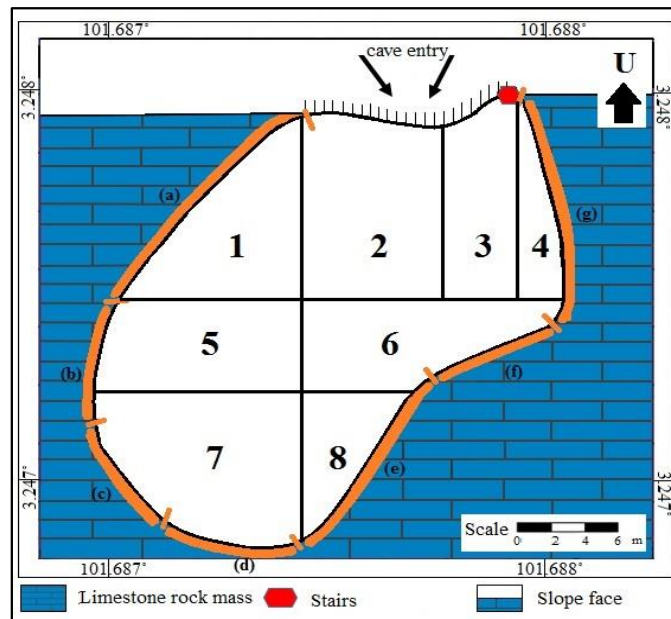 101.687° 101.688°
cave entry
U
3.248° 3.248°
(a)
(g)
1 2 3 4
5 6
(b)
(f)
7 8
(c)
(e)
3.247° 3.247°
Scale
0 2 4 6 m
(d)
101.687° 101.688°
Limestone rock mass Stairs Slope face